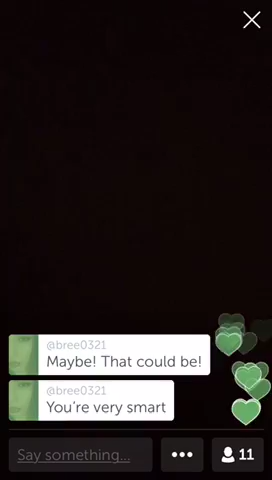 @bree0321
Maybe! That could be!
@bree0321
You're very smart
Say something...
11